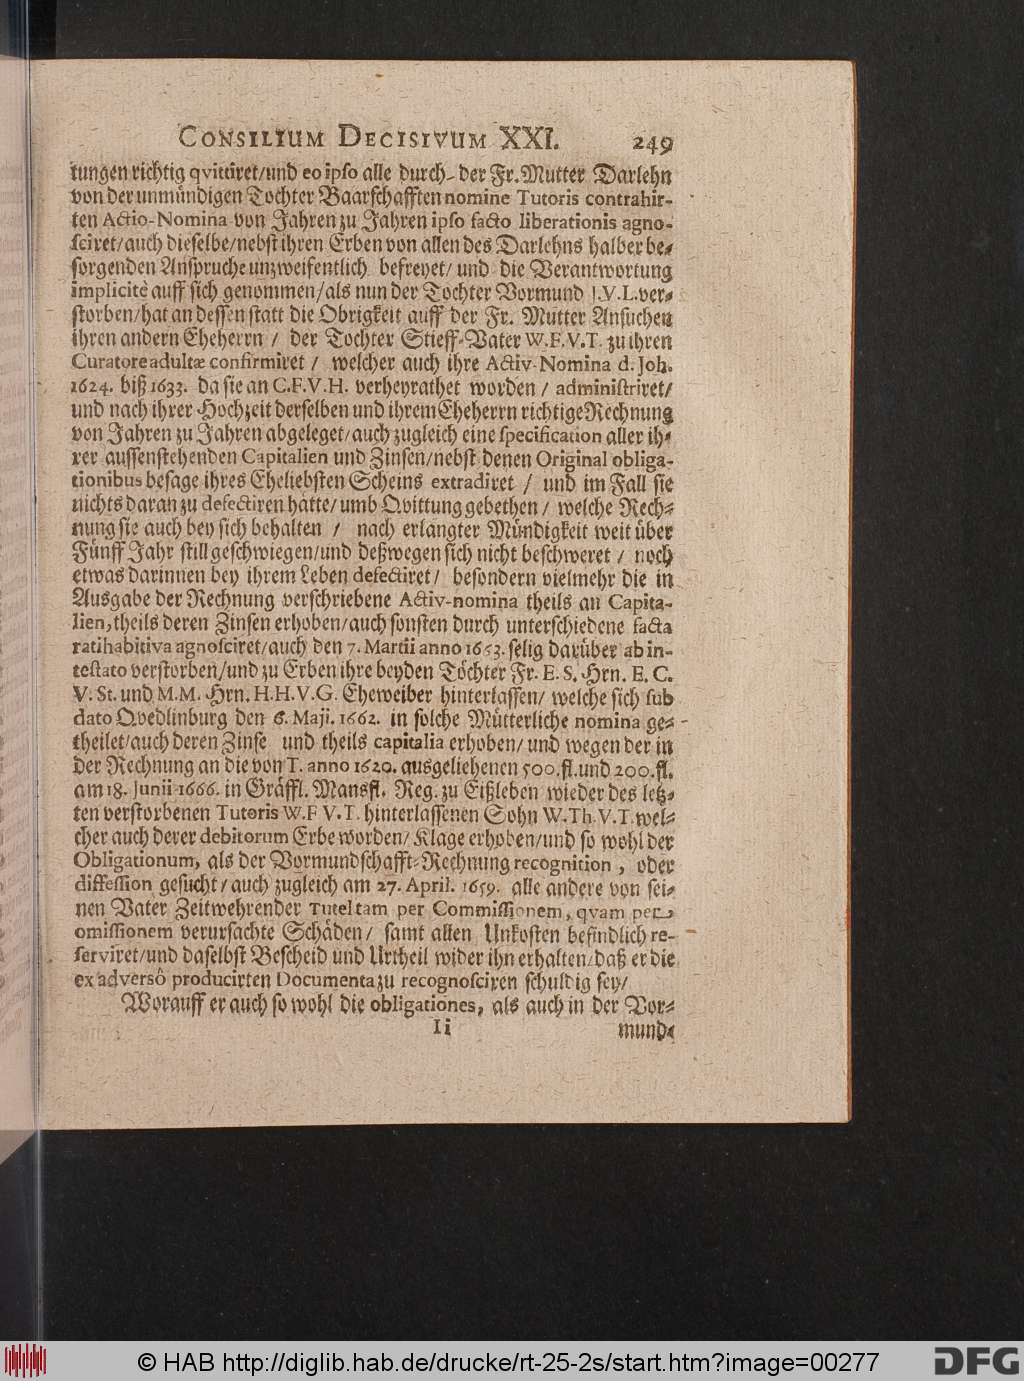 CONSILIUM DECISIVUM XXI. 249
tungen richtig qvitiret/und eo ipso alle durch der Fr. Mutter Darlehn
von der unmündigen Tochter Baarschafften nomine Tutoris contrahir-
ten Actio-Nomina von Jahren zu Jahren ipso facto liberationis agno-
sciret/auch dieselbe/nebst ihren Erben von allen des Darlehns halber be-
sorgenden Anspruche unzweifentlich befreyet/ und die Verantwortung
implicitè auff sich genommen/als nun der Tochter Vormund J.V.L. ver-
storben/hat an dessen statt die Obrigkeit auff der Fr. Mutter Ansuchen
ihren andern Eheherrn / der Tochter Stieff-Vater W.F.V.T. zu ihren
Curatore adultæ confirmiret / welcher auch ihre Activ-Nomina d. Joh.
1624. biß 1633. da sie an C.F.V.H. verheyrathet worden / administriret/
und nach ihrer Hochzeit derselben und ihrem Eheherrn richtige Rechnung
von Jahren zu Jahren abgeleget/auch zugleich eine specification aller ih-
rer aussenstehenden Capitalien und Zinsen/nebst denen Original obliga-
tionibus besage ihres Eheliebsten Scheins extradiret / und im Fall sie
nichts daran zu defectiren hätte/umb Qvittung gebethen / welche Rech-
nung sie auch bey sich behalten / nach erlangter Mündigkeit weit über
Fünff Jahr still geschwiegen/und deßwegen sich nicht beschweret / noch
etwas darinnen bey ihrem Leben defectiret/ besondern vielmehr die in
Ausgabe der Rechnung verschriebene Activ-nomina theils an Capita-
lien, theils deren Zinsen erhoben/auch sonsten durch unterschiedene facta
ratihabitiva agnosciret/auch den 7. Martii anno 1653. selig darüber ab in-
testato verstorben/und zu Erben ihre beyden Töchter Fr. E. S. Hrn. E. C.
V. St. und M.M. Hrn. H.H.V.G. Eheweiber hinterlassen/ welche sich sub
dato Qvedlinburg den 6. Maji. 1662. in solche Mütterliche nomina ge-
theilet/auch deren Zinse und theils capitalia erhoben/ und wegen der in
der Rechnung an die von T. anno 1620. ausgeliehenen 500.fl.und 200.fl.
am 18. Junii 1666. in Gräffl. Mansfl. Reg. zu Eißleben wieder des letz-
ten verstorbenen Tutoris W.F V.T. hinterlassenen Sohn W.Th.V.T. wel-
cher auch derer debitorum Erbe worden/ Klage erhoben/und so wohl der
Obligationum, als der Vormundschafft-Rechnung recognition, oder
diffession gesucht / auch zugleich am 27. April. 1659. alle andere von sei-
nen Vater Zeitwehrender Tutel tam per Commissionem, qvam per
omissionem verursachte Schäden/ samt allen Unkosten befindlich re-
serviret/und daselbst Bescheid und Urtheil wider ihn erhalten/daß er die
ex adversô producirten Documenta zu recognosciren schuldig sey/
Worauff er auch so wohl die obligationes, als auch in der Vor-
Ii mund-
© HAB http://diglib.hab.de/drucke/rt-25-2s/start.htm?image=00277
DFG